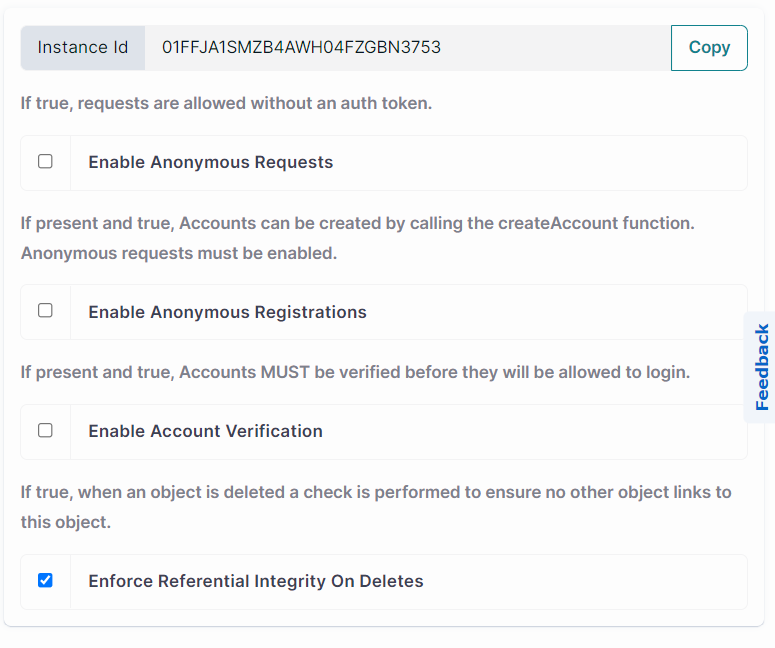 Instance Id 01FFJA1SMZB4AWH04FZGBN3753 Copy
If true, requests are allowed without an auth token.
Enable Anonymous Requests
If present and true, Accounts can be created by calling the createAccount function.
Anonymous requests must be enabled.
Enable Anonymous Registrations
Feedback
If present and true, Accounts MUST be verified before they will be allowed to login.
Enable Account Verification
If true, when an object is deleted a check is performed to ensure no other object links to
this object.
Enforce Referential Integrity On Deletes